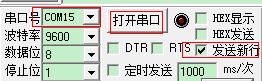 串口号 COM15 打开串口 HEX显示
HEX发送
波特率 9600 DTR RTS 发送新行
数据位 8
停止位 1 定时发送 1000 ms/次